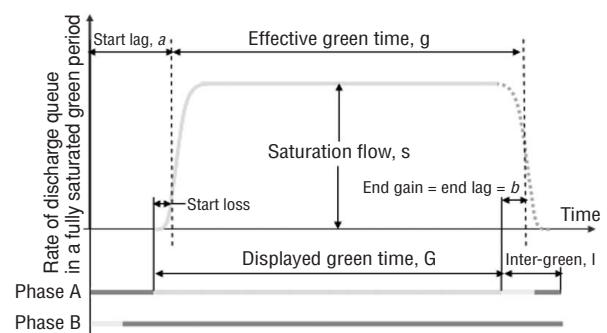 Rate of discharge queue
in a fully saturated green period
Start lag, a
Effective green time, g
Saturation flow, s
Start loss
End gain = end lag = b
Time
Displayed green time, G
Inter-green, I
Phase A
Phase B